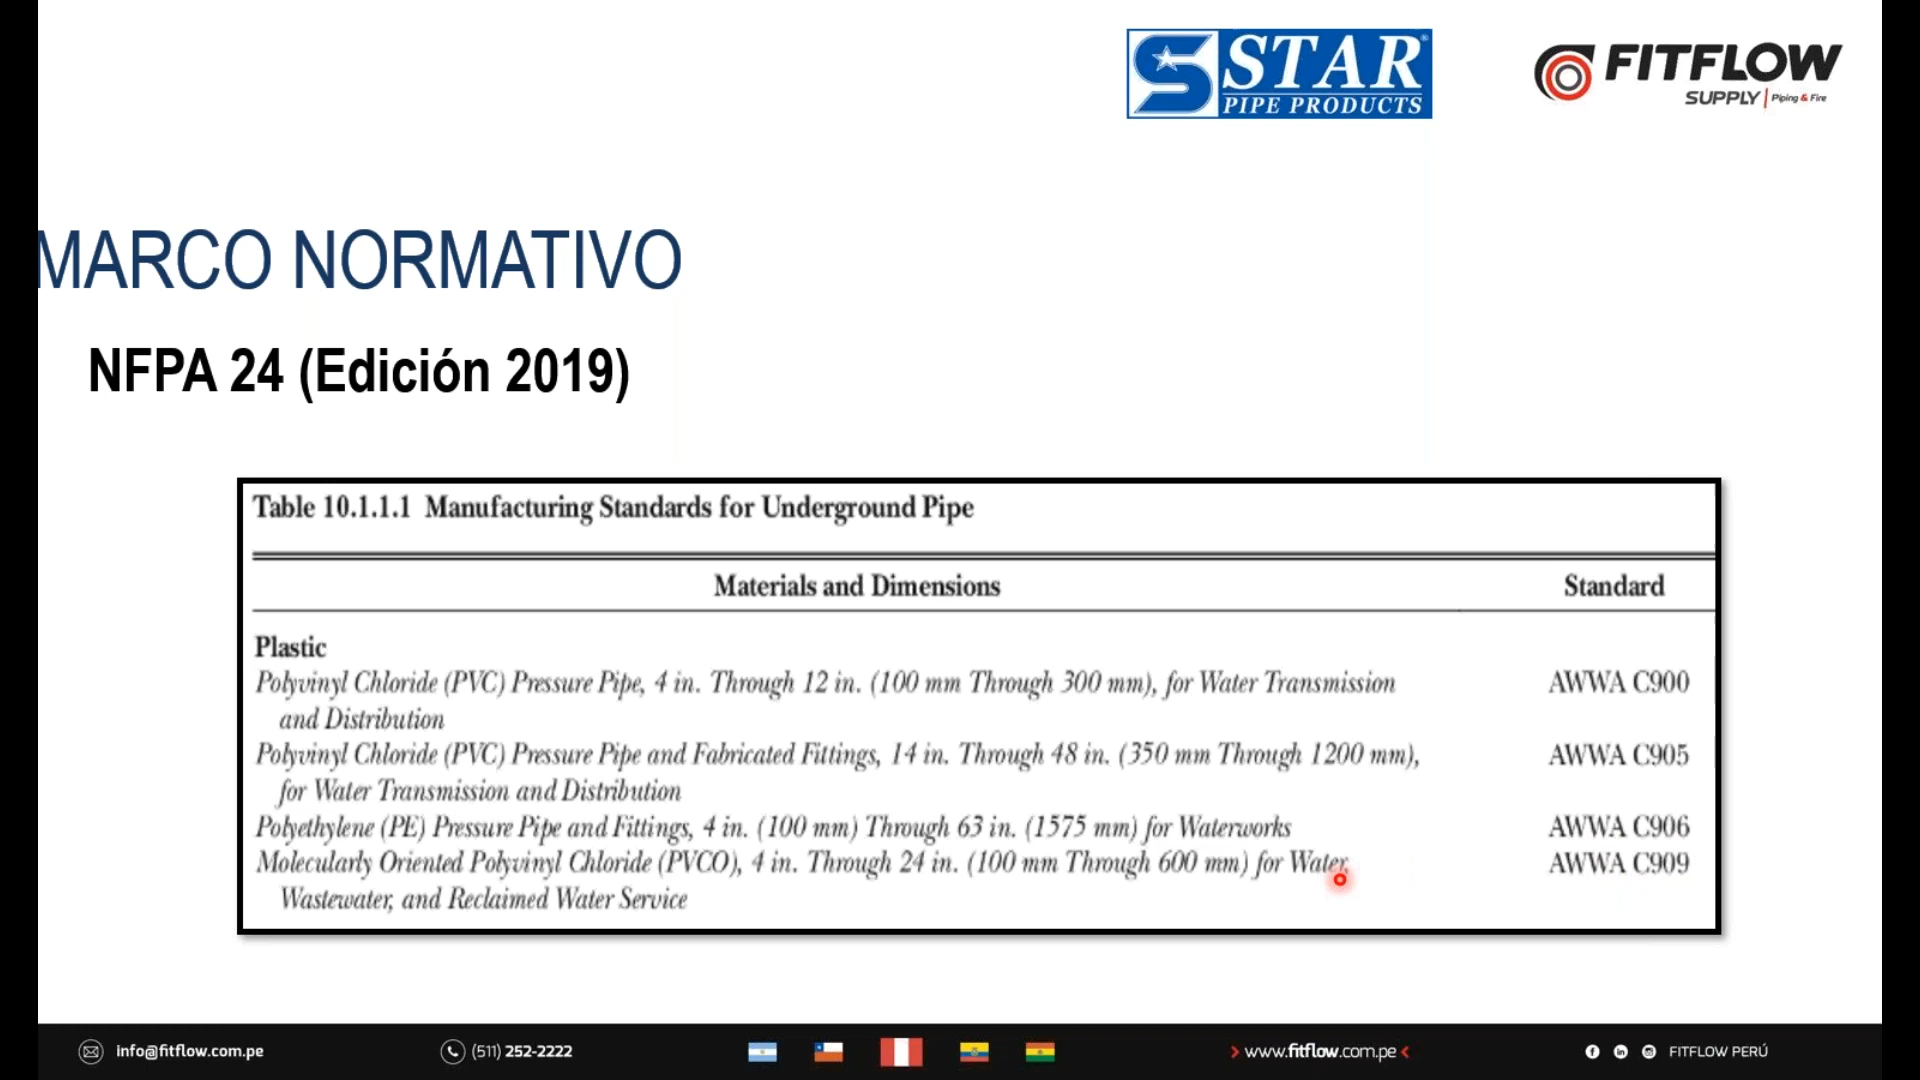 STAR
PIPE PRODUCTS
FITFLOW
SUPPLY | Piping & Fire
MARCO NORMATIVO
NFPA 24 (Edición 2019)
Table 10.1.1.1 Manufacturing Standards for Underground Pipe
Materials and Dimensions Standard
Plastic
Polyvinyl Chloride (PVC) Pressure Pipe, 4 in. Through 12 in. (100 mm Through 300 mm), for Water Transmission AWWA C900
and Distribution
Polyvinyl Chloride (PVC) Pressure Pipe and Fabricated Fittings, 14 in. Through 48 in. (350 mm Through 1200 mm), AWWA C905
for Water Transmission and Distribution
Polyethylene (PE) Pressure Pipe and Fittings, 4 in. (100 mm) Through 63 in. (1575 mm) for Waterworks AWWA C906
Molecularly Oriented Polyvinyl Chloride (PVCO), 4 in. Through 24 in. (100 mm Through 600 mm) for Water, AWWA C909
Wastewater, and Reclaimed Water Service
info@fitflow.com.pe (511) 252-2222 > www.fitflow.com.pe < FITFLOW PERÚ